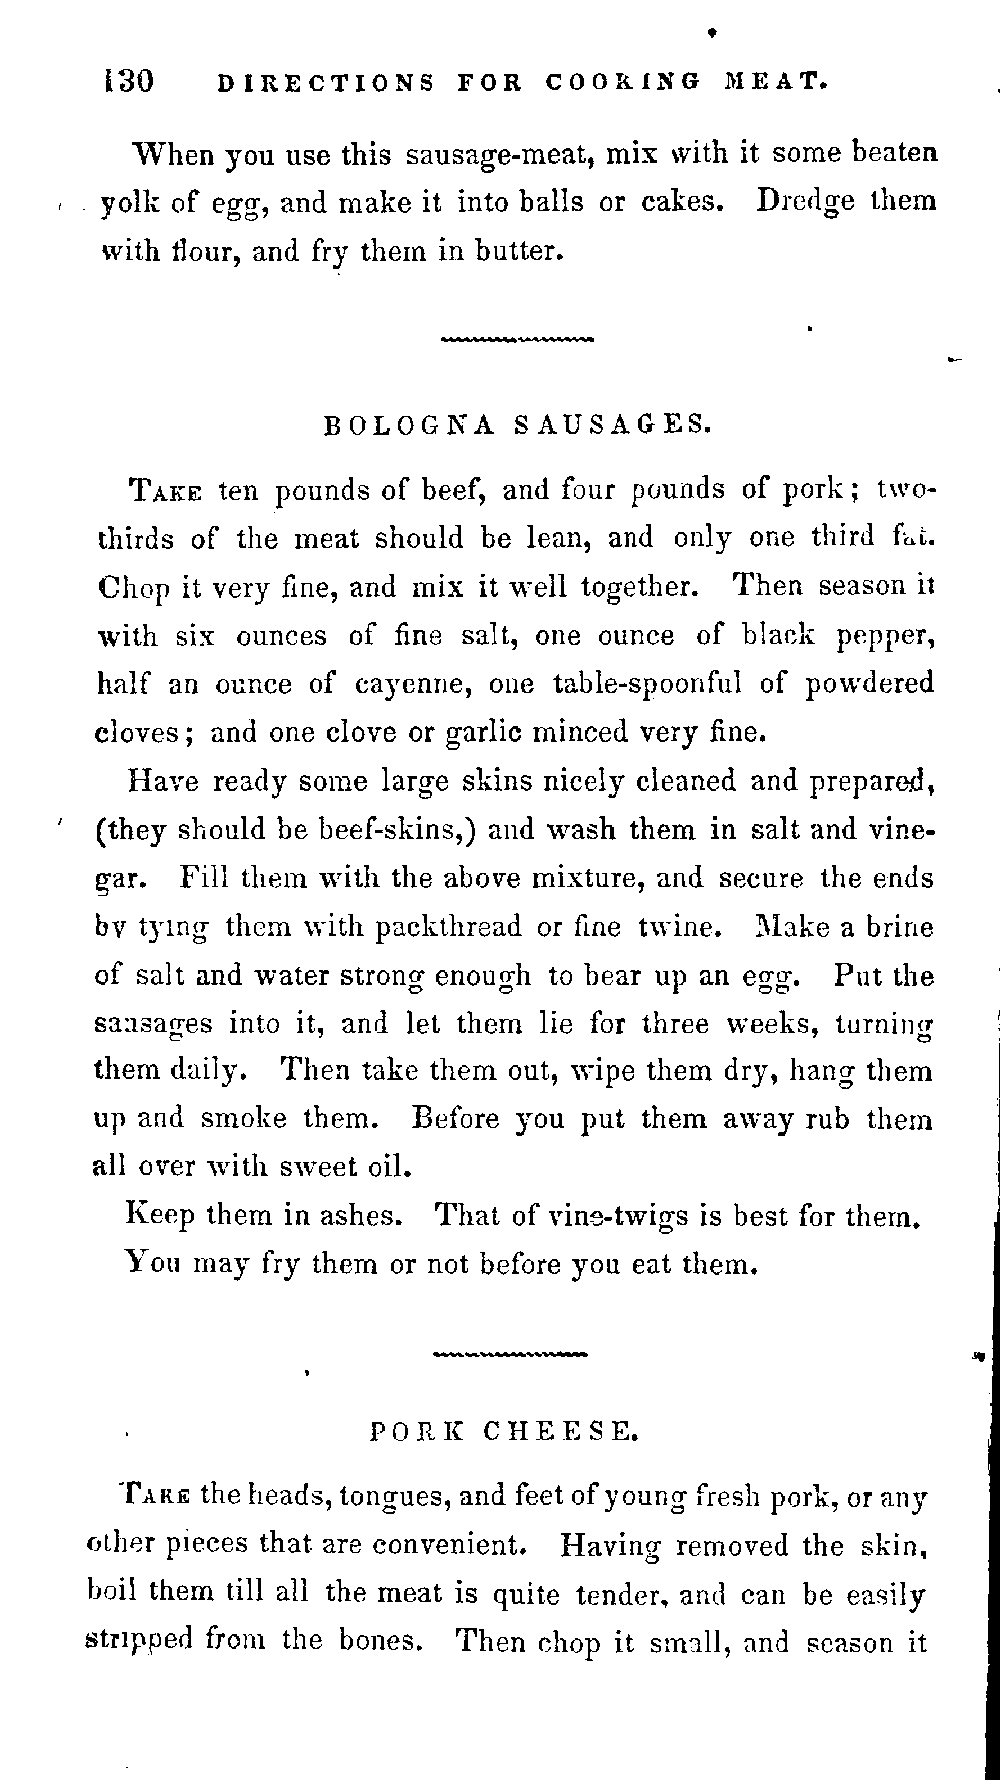 130 DIRECTIONS FOR COOKING MEAT.
When you use this sausage-meat, mix with it some beaten
yolk of egg, and make it into balls or cakes. Dredge them
with flour, and fry them in butter.
BOLOGNA SAUSAGES.
TAKE ten pounds of beef, and four pounds of pork; two-
thirds of the meat should be lean, and only one third fat.
Chop it very fine, and mix it well together. Then season it
with six ounces of fine salt, one ounce of black pepper,
half an ounce of cayenne, one table-spoonful of powdered
cloves; and one clove or garlic minced very fine.
Have ready some large skins nicely cleaned and prepared,
(they should be beef-skins,) and wash them in salt and vine-
gar. Fill them with the above mixture, and secure the ends
by tying them with packthread or fine twine. Make a brine
of salt and water strong enough to bear up an egg. Put the
sausages into it, and let them lie for three weeks, turning
them daily. Then take them out, wipe them dry, hang them
up and smoke them. Before you put them away rub them
all over with sweet oil.
Keep them in ashes. That of vine-twigs is best for them.
You may fry them or not before you eat them.
PORK CHEESE.
TAKE the heads, tongues, and feet of young fresh pork, or any
other pieces that are convenient. Having removed the skin,
boil them till all the meat is quite tender, and can be easily
stripped from the bones. Then chop it small, and season it